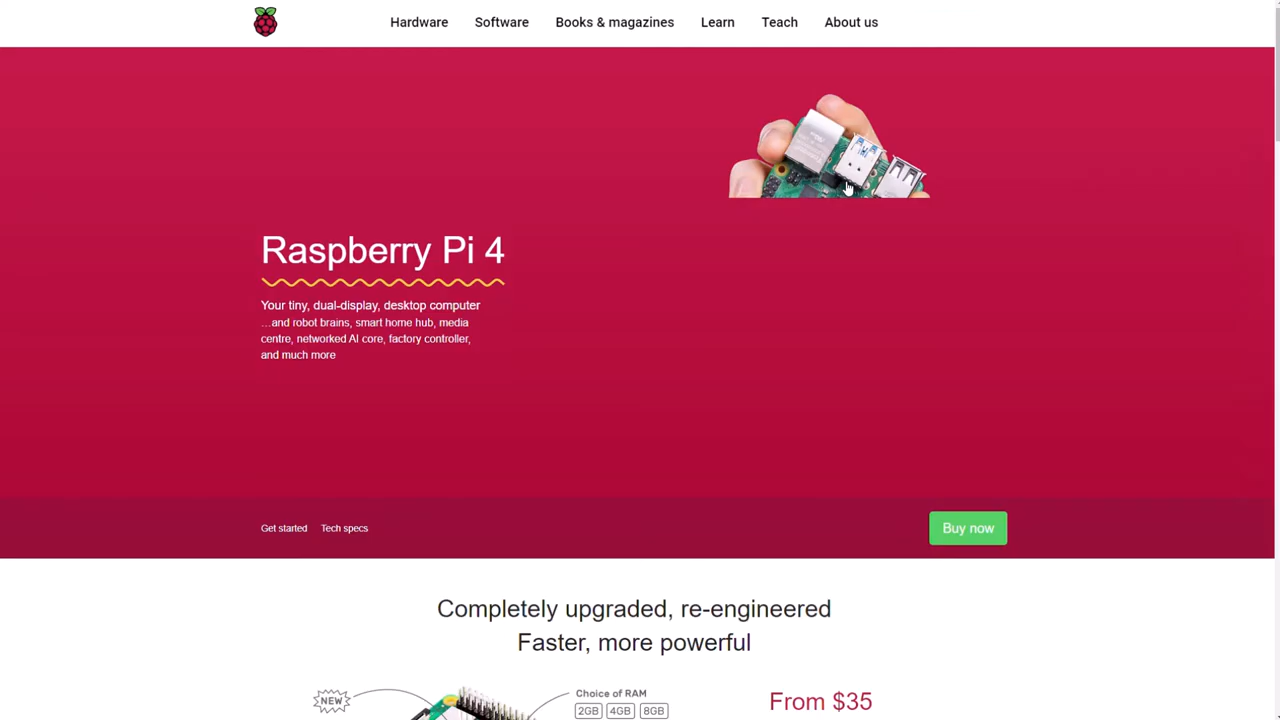 Hardware Software Books & magazines Learn Teach About us
Raspberry Pi 4
Your tiny, dual-display, desktop computer
…and robot brains, smart home hub, media
centre, networked AI core, factory controller,
and much more
Get started Tech specs
Buy now
Completely upgraded, re-engineered
Faster, more powerful
NEW
Choice of RAM
2GB 4GB 8GB
From $35